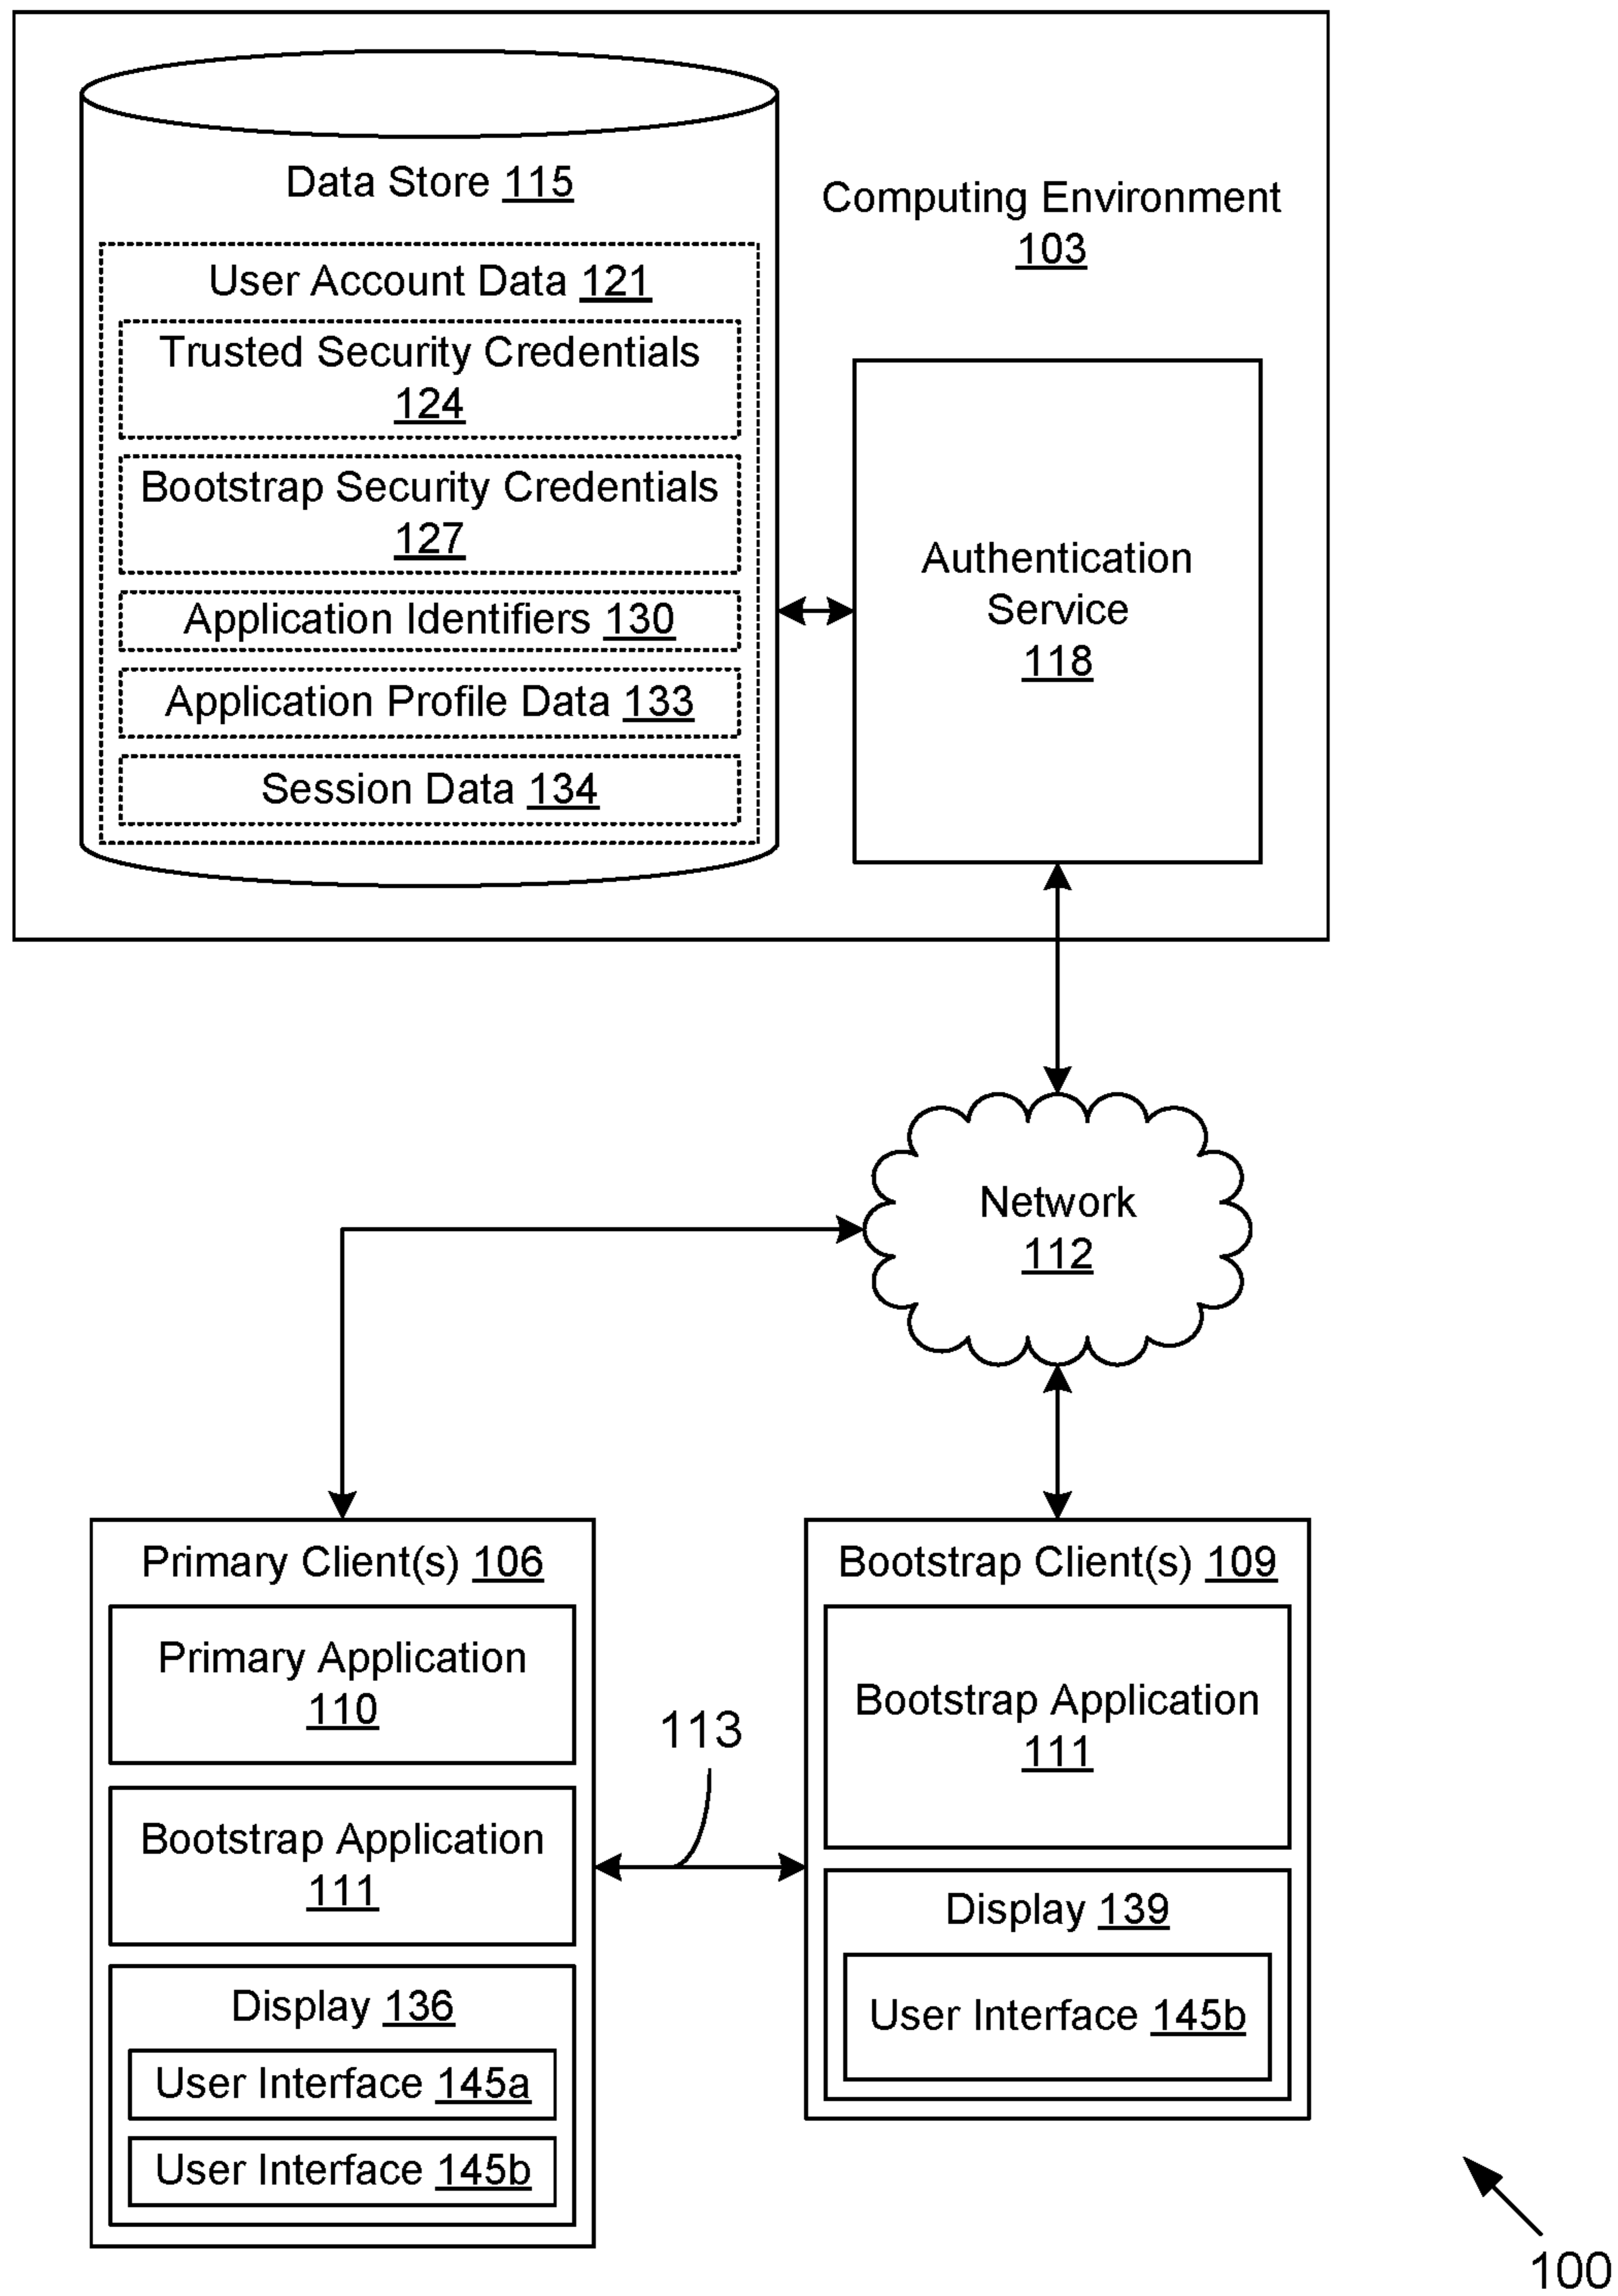 Data Store 115
Computing Environment
103
User Account Data 121
Trusted Security Credentials
124
Bootstrap Security Credentials
127
Application Identifiers 130
Application Profile Data 133
Session Data 134
Authentication
Service
118
Network
112
Primary Client(s) 106
Primary Application
110
Bootstrap Application
111
Display 136
User Interface 145a
User Interface 145b
113
Bootstrap Client(s) 109
Bootstrap Application
111
Display 139
User Interface 145b
100